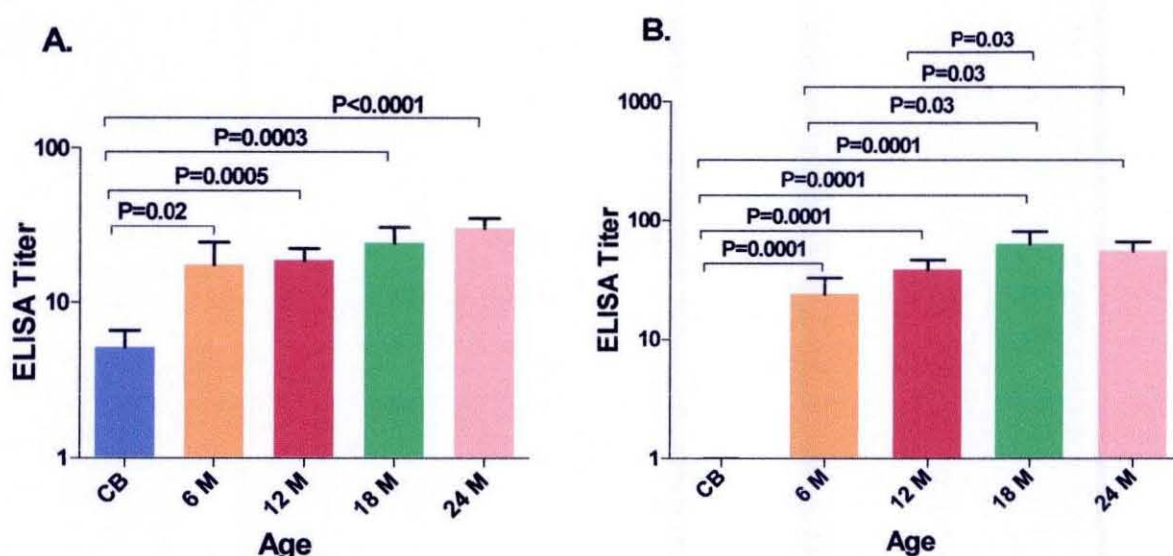 A.
P<0.0001
P=0.0003
P=0.0005
P=0.02
100
10
1
ELISA Titer
CB
6 M
12 M
18 M
24 M
Age
B.
P=0.03
P=0.03
P=0.03
P=0.0001
P=0.0001
P=0.0001
P=0.0001
1000
100
10
1
ELISA Titer
CB
6 M
12 M
18 M
24 M
Age